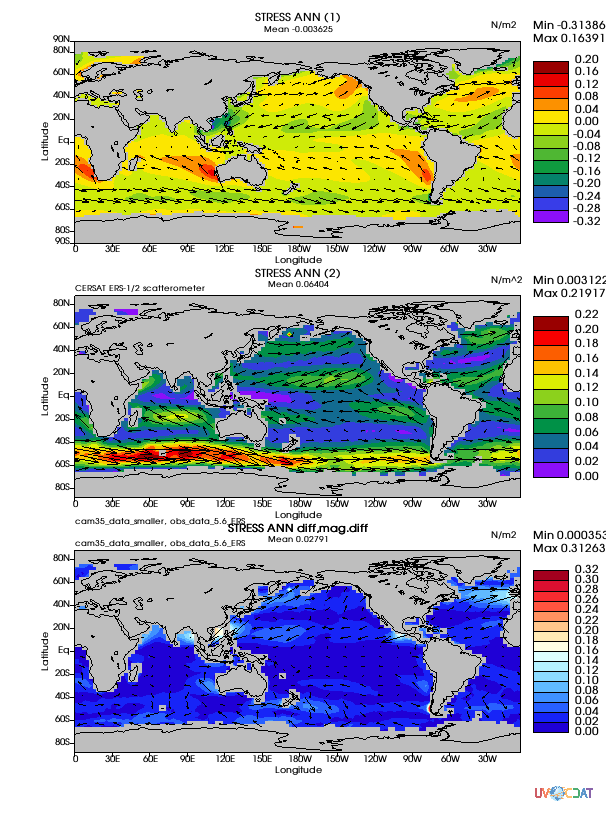 STRESS ANN (1)
Mean -0.003625
N/m2
Min -0.31386
Max 0.16391
90N
80N
60N
40N
20N
Eq
20S
40S
60S
80S
90S
Latitude
0 30E 60E 90E 120E 150E 180E 150W 120W 90W 60W 30W
Longitude
0.20
0.16
0.12
0.08
0.04
0.00
-0.04
-0.08
-0.12
-0.16
-0.20
-0.24
-0.28
-0.32
STRESS ANN (2)
CERSAT ERS-1/2 scatterometer
Mean 0.06404
N/m^2
Min 0.003122
Max 0.21917
80N
60N
40N
20N
Eq
20S
40S
60S
80S
Latitude
0 30E 60E 90E 120E 150E 180E 150W 120W 90W 60W 30W
Longitude
0.22
0.20
0.18
0.16
0.14
0.12
0.10
0.08
0.06
0.04
0.02
0.00
cam35_data_smaller, obs_data_5.6_ERS
STRESS ANN diff,mag.diff
cam35_data_smaller, obs_data_5.6_ERS
Mean 0.02791
N/m2
Min 0.000353
Max 0.31263
80N
60N
40N
20N
Eq
20S
40S
60S
80S
Latitude
0 30E 60E 90E 120E 150E 180E 150W 120W 90W 60W 30W
Longitude
0.32
0.30
0.28
0.26
0.24
0.22
0.20
0.18
0.16
0.14
0.12
0.10
0.08
0.06
0.04
0.02
0.00
UV CDAT